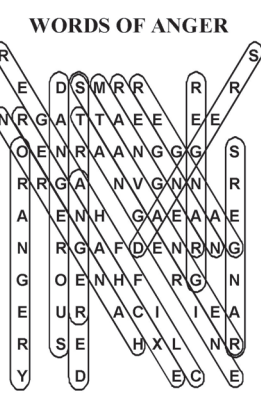 WORDS OF ANGER
R S
E D S M R R R R
N R G A T T A E E E E
O E N R A A N G G G S
R R G A N V G N N R
A E N H G A E A A E
N R G A F D E N R N G
G O E N H F R G N
E U R A C I I E A
R S E H X L N R
Y D E C E